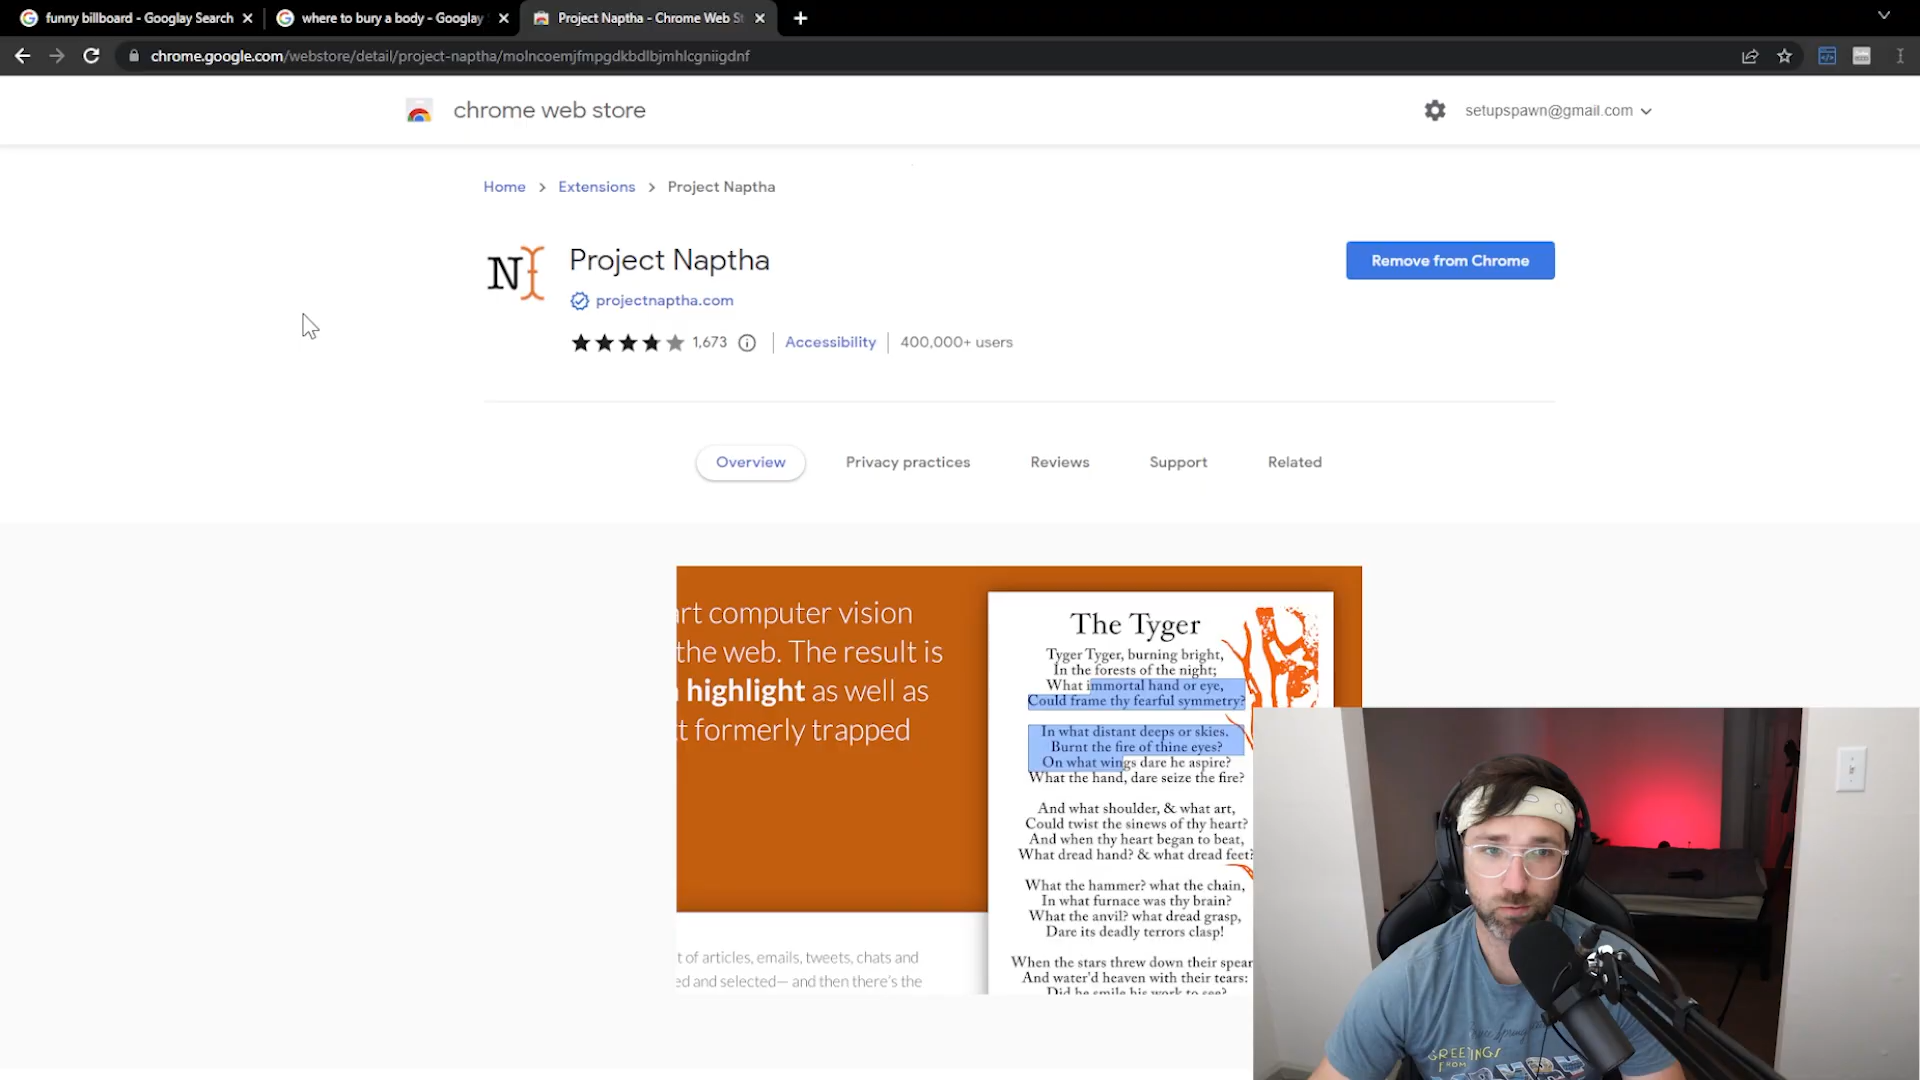 funny billboard - Googlay Search
where to bury a body - Googlay
Project Naptha - Chrome Web St
chrome.google.com/webstore/detail/project-naptha/molncoemjfmpgdkbdlbjmhlcgniigdnf
chrome web store
setupspawn@gmail.com
Home > Extensions > Project Naptha
N
Project Naptha
Remove from Chrome
projectnaptha.com
1,673
Accessibility
400,000+ users
Overview
Privacy practices
Reviews
Support
Related
art computer vision
the web. The result is
highlight as well as
t formerly trapped
t of articles, emails, tweets, chats and
ed and selected— and then there's the
The Tyger
Tyger Tyger, burning bright,
In the forests of the night;
What immortal hand or eye,
Could frame thy fearful symmetry?
In what distant deeps or skies.
Burnt the fire of thine eyes?
On what wings dare he aspire?
What the hand, dare seize the fire?
And what shoulder, & what art,
Could twist the sinews of thy heart?
And when thy heart began to beat,
What dread hand? & what dread feet?
What the hammer? what the chain,
In what furnace was thy brain?
What the anvil? what dread grasp,
Dare its deadly terrors clasp!
When the stars threw down their spear
And water'd heaven with their tears:
Did he smile his work to see?
GREETINGS
FROM